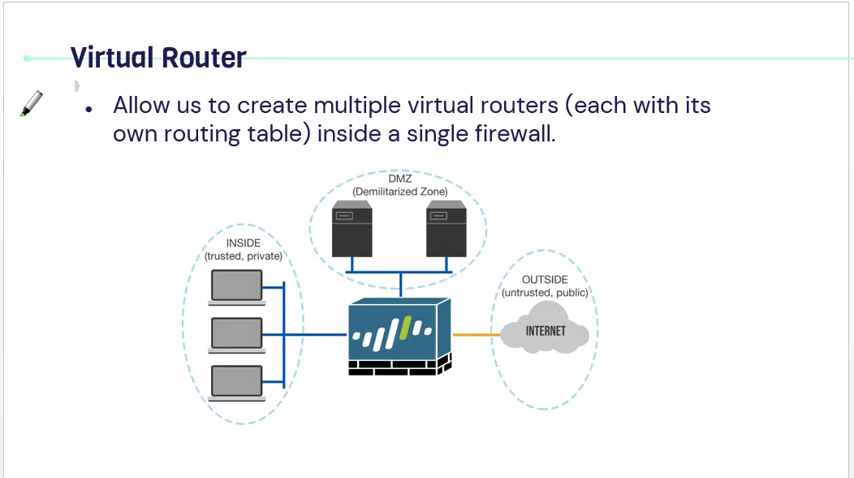 Virtual Router
• Allow us to create multiple virtual routers (each with its
own routing table) inside a single firewall.
DMZ
(Demilitarized Zone)
INSIDE
(trusted, private)
OUTSIDE
(untrusted, public)
INTERNET